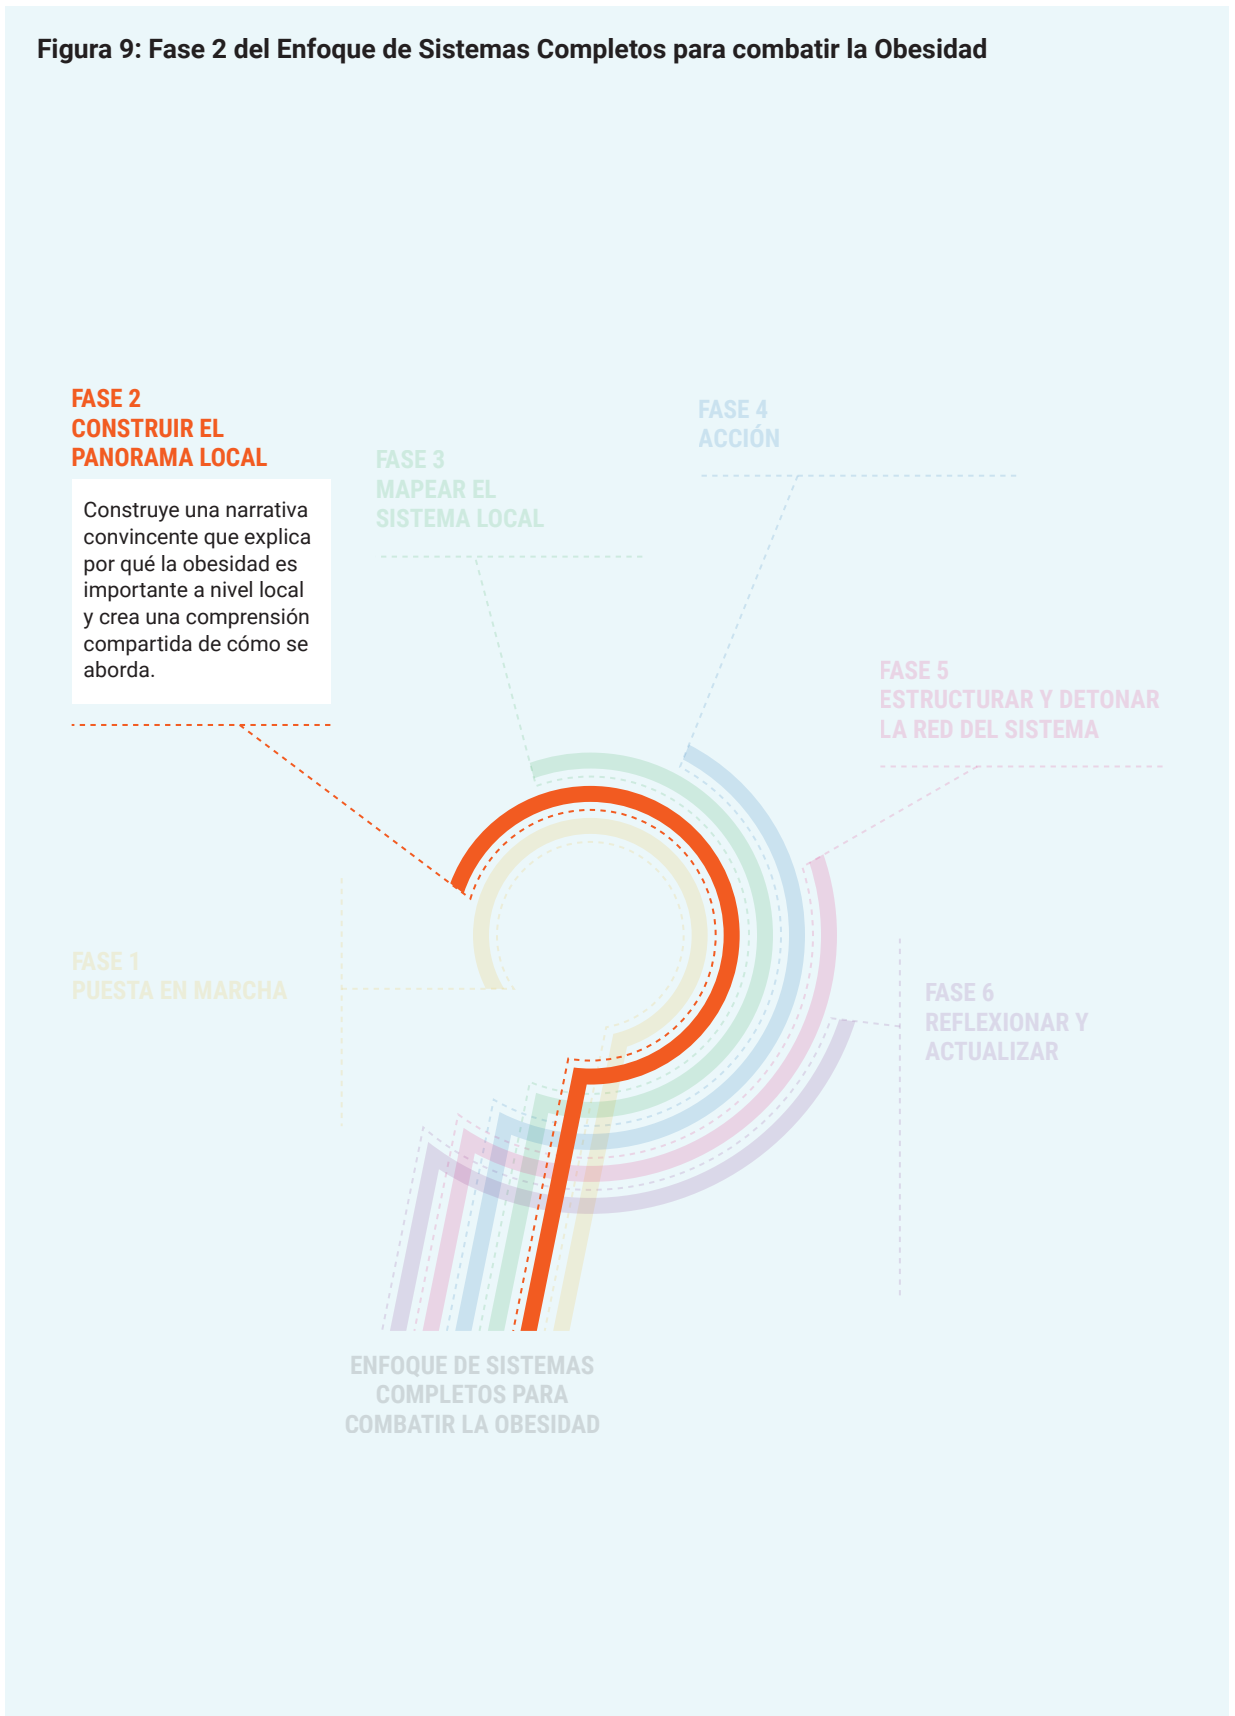 Figura 9: Fase 2 del Enfoque de Sistemas Completos para combatir la Obesidad
FASE 2
CONSTRUIR EL
PANORAMA LOCAL
Construye una narrativa
convincente que explica
por qué la obesidad es
importante a nivel local
y crea una comprensión
compartida de cómo se
aborda.
FASE 3
MAPEAR EL
SISTEMA LOCAL
FASE 4
ACCIÓN
FASE 5
ESTRUCTURAR Y DETONAR
LA RED DEL SISTEMA
FASE 1
PUESTA EN MARCHA
FASE 6
REFLEXIONAR Y
ACTUALIZAR
ENFOQUE DE SISTEMAS
COMPLETOS PARA
COMBATIR LA OBESIDAD